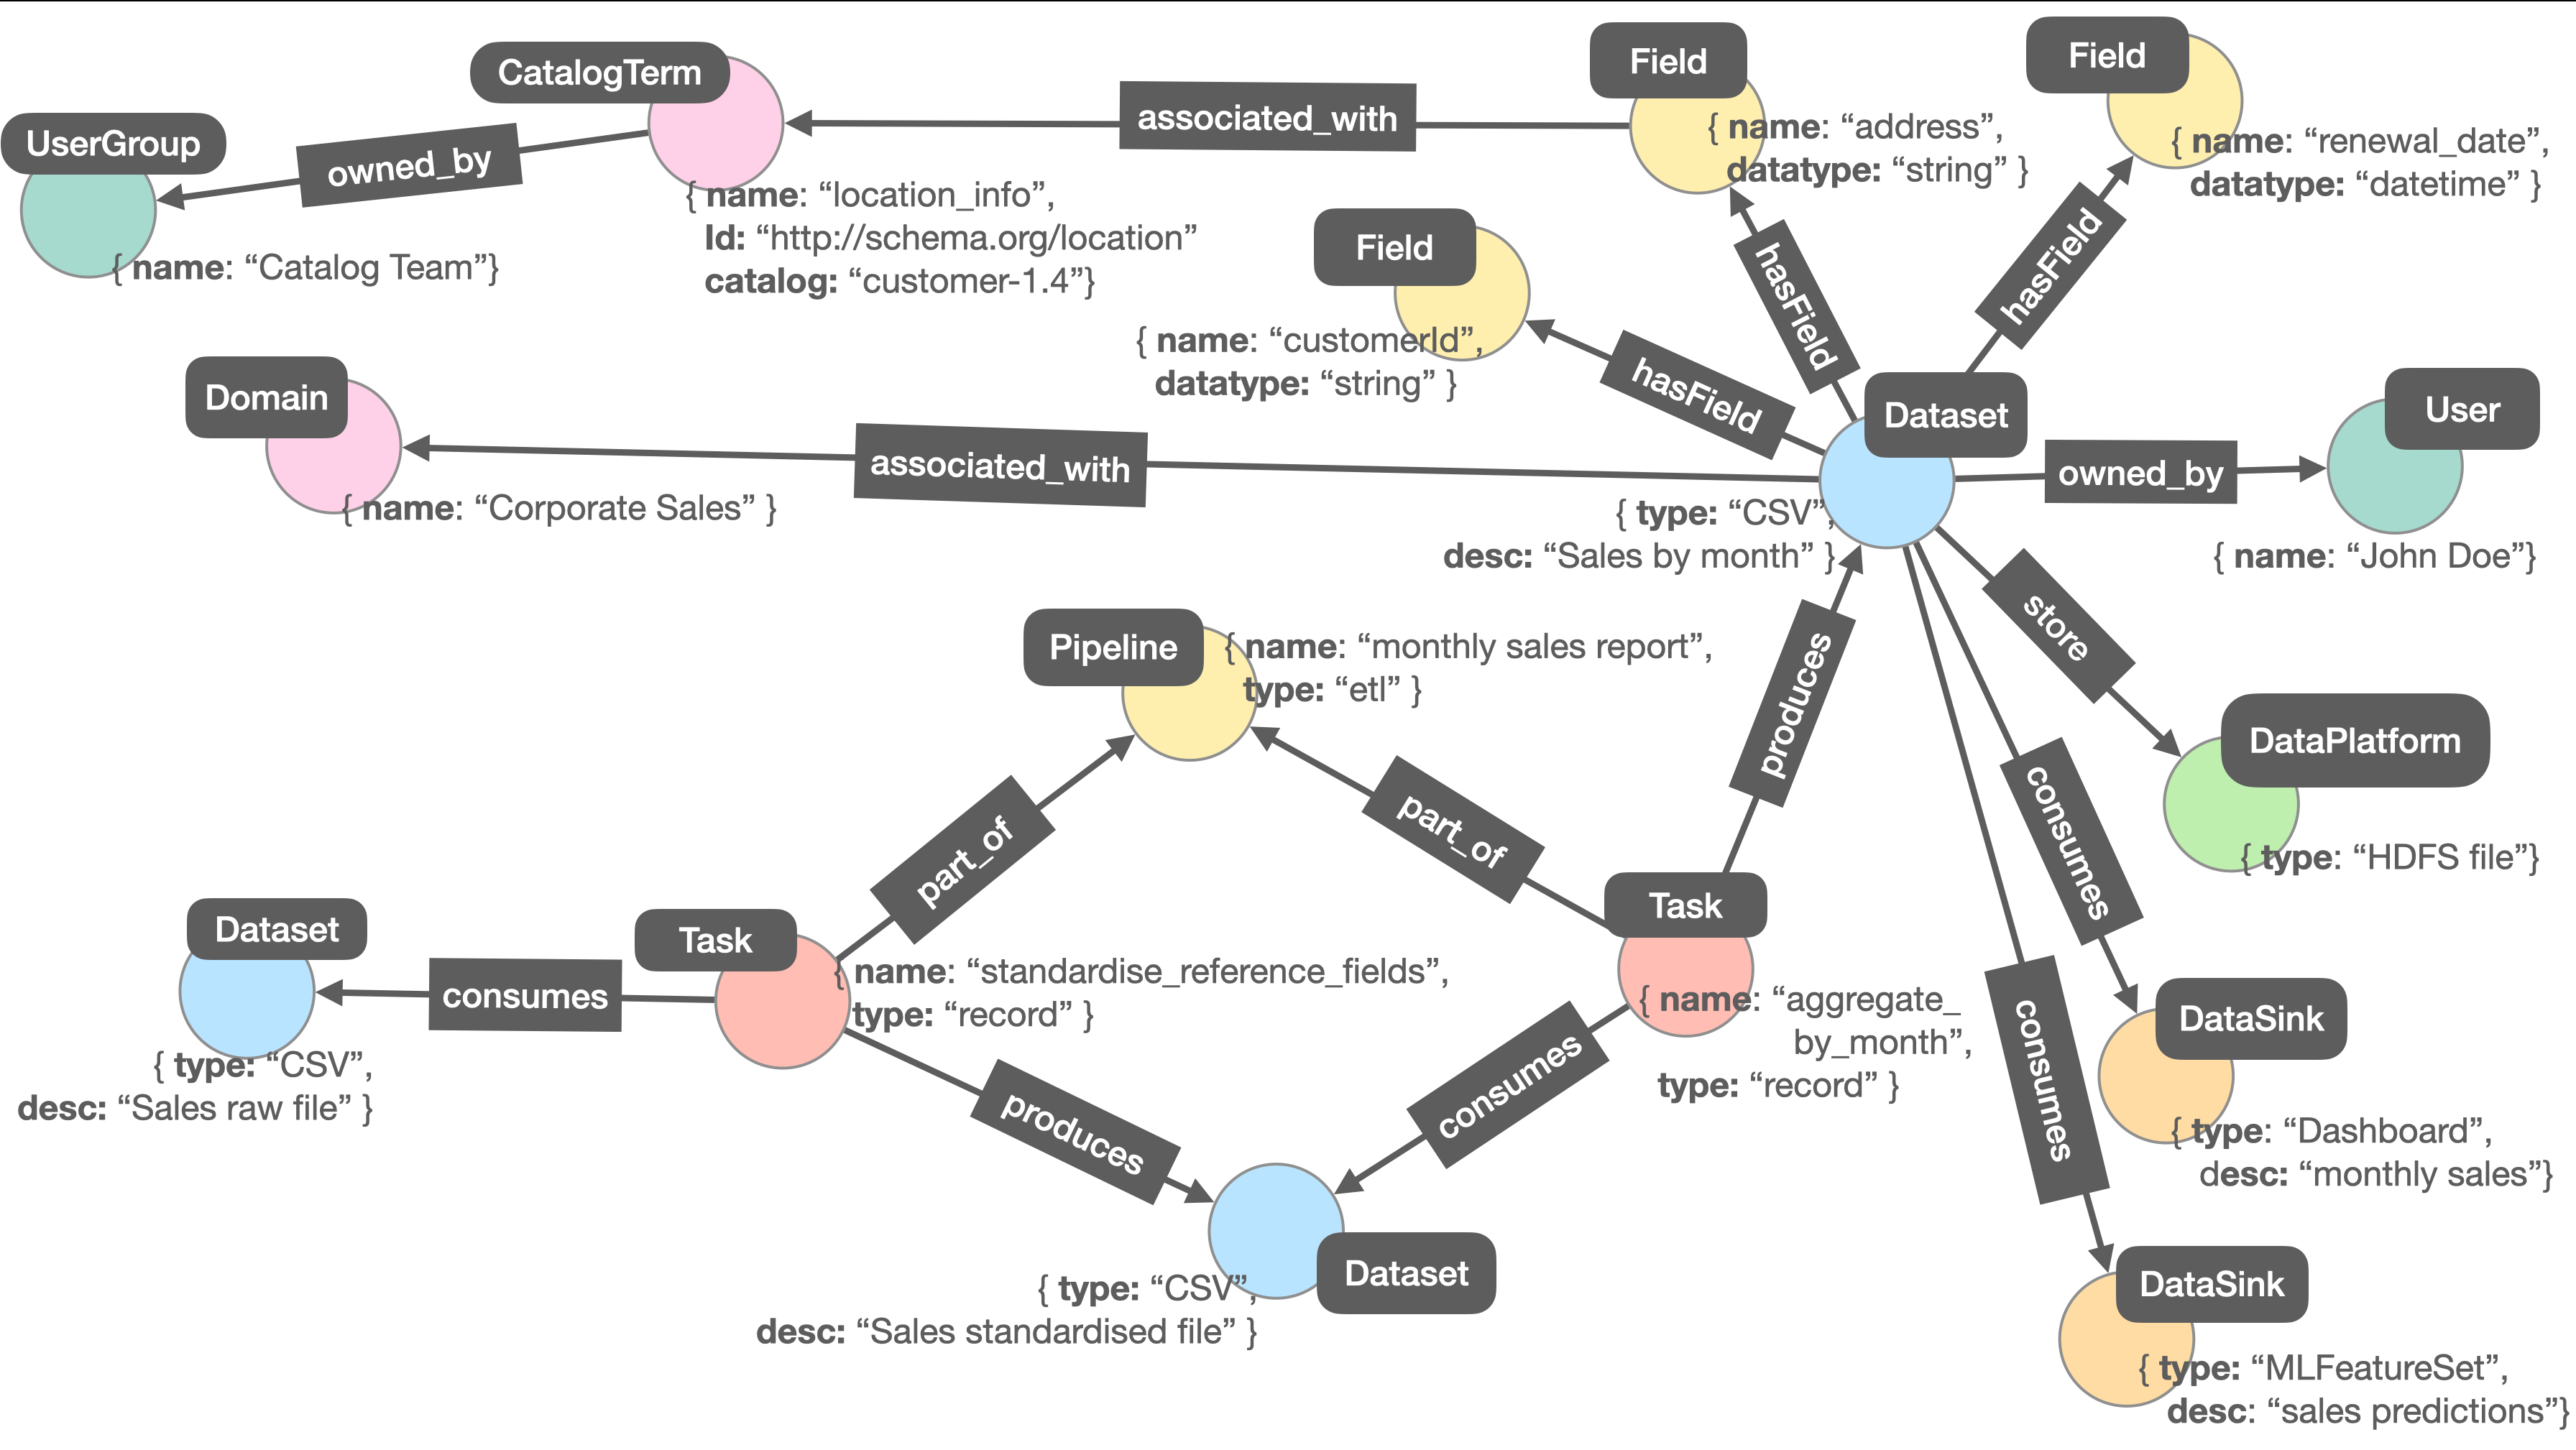 CatalogTerm
associated_with
Field
{ name: “address”,
datatype: “string” }
Field
{ name: “renewal_date”,
datatype: “datetime” }
UserGroup
owned_by
{ name: “Catalog Team”}
{ name: “location_info”,
Id: “http://schema.org/location”
catalog: “customer-1.4”}
Field
{ name: “customerId”,
datatype: “string” }
hasField
hasField
hasField
Domain
{ name: “Corporate Sales” }
associated_with
Dataset
{ type: “CSV”,
desc: “Sales by month” }
owned_by
User
{ name: “John Doe”}
Pipeline
{ name: “monthly sales report”,
type: “etl” }
produces
store
DataPlatform
{ type: “HDFS file”}
part_of
part_of
consumes
Dataset
{ type: “CSV”,
desc: “Sales raw file” }
consumes
Task
{ name: “standardise_reference_fields”,
type: “record” }
Task
{ name: “aggregate_
by_month”,
type: “record” }
produces
consumes
consumes
DataSink
{ type: “Dashboard”,
desc: “monthly sales”}
Dataset
{ type: “CSV”,
desc: “Sales standardised file” }
DataSink
{ type: “MLFeatureSet”,
desc: “sales predictions”}